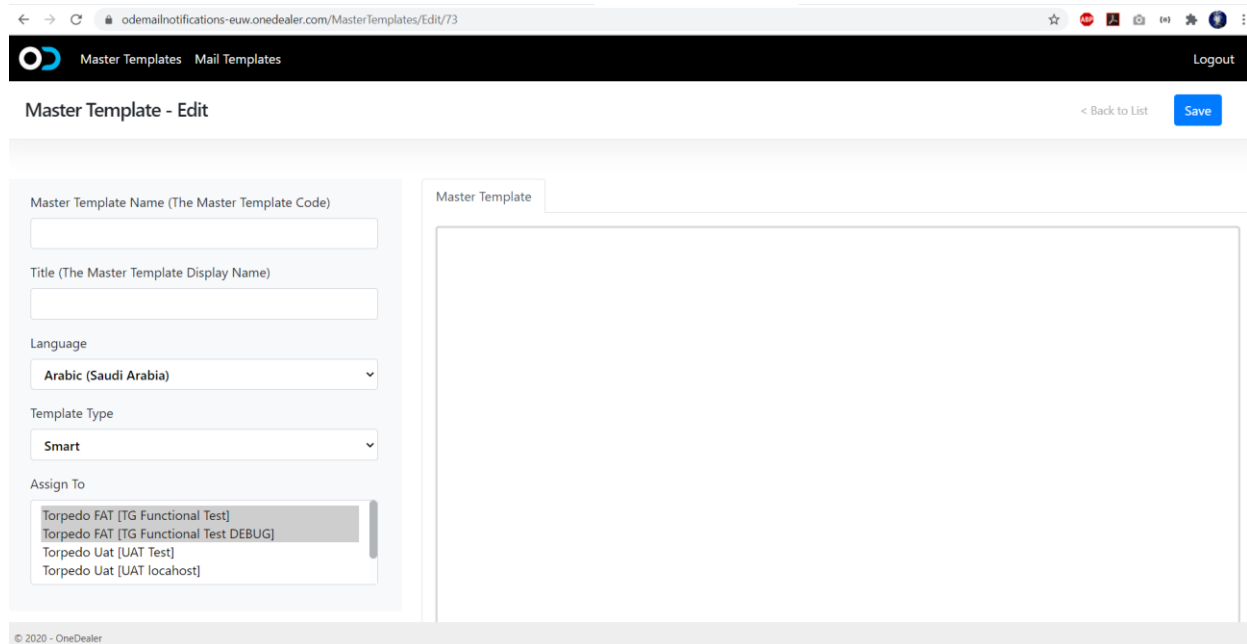 odemailnotifications-euw.onedealer.com/MasterTemplates/Edit/73
ABP
Master Templates Mail Templates Logout
Master Template - Edit < Back to List Save
Master Template Name (The Master Template Code)
Title (The Master Template Display Name)
Language
Arabic (Saudi Arabia)
Template Type
Smart
Assign To
Torpedo FAT [TG Functional Test]
Torpedo FAT [TG Functional Test DEBUG]
Torpedo Uat [UAT Test]
Torpedo Uat [UAT locahost]
Master Template
© 2020 - OneDealer